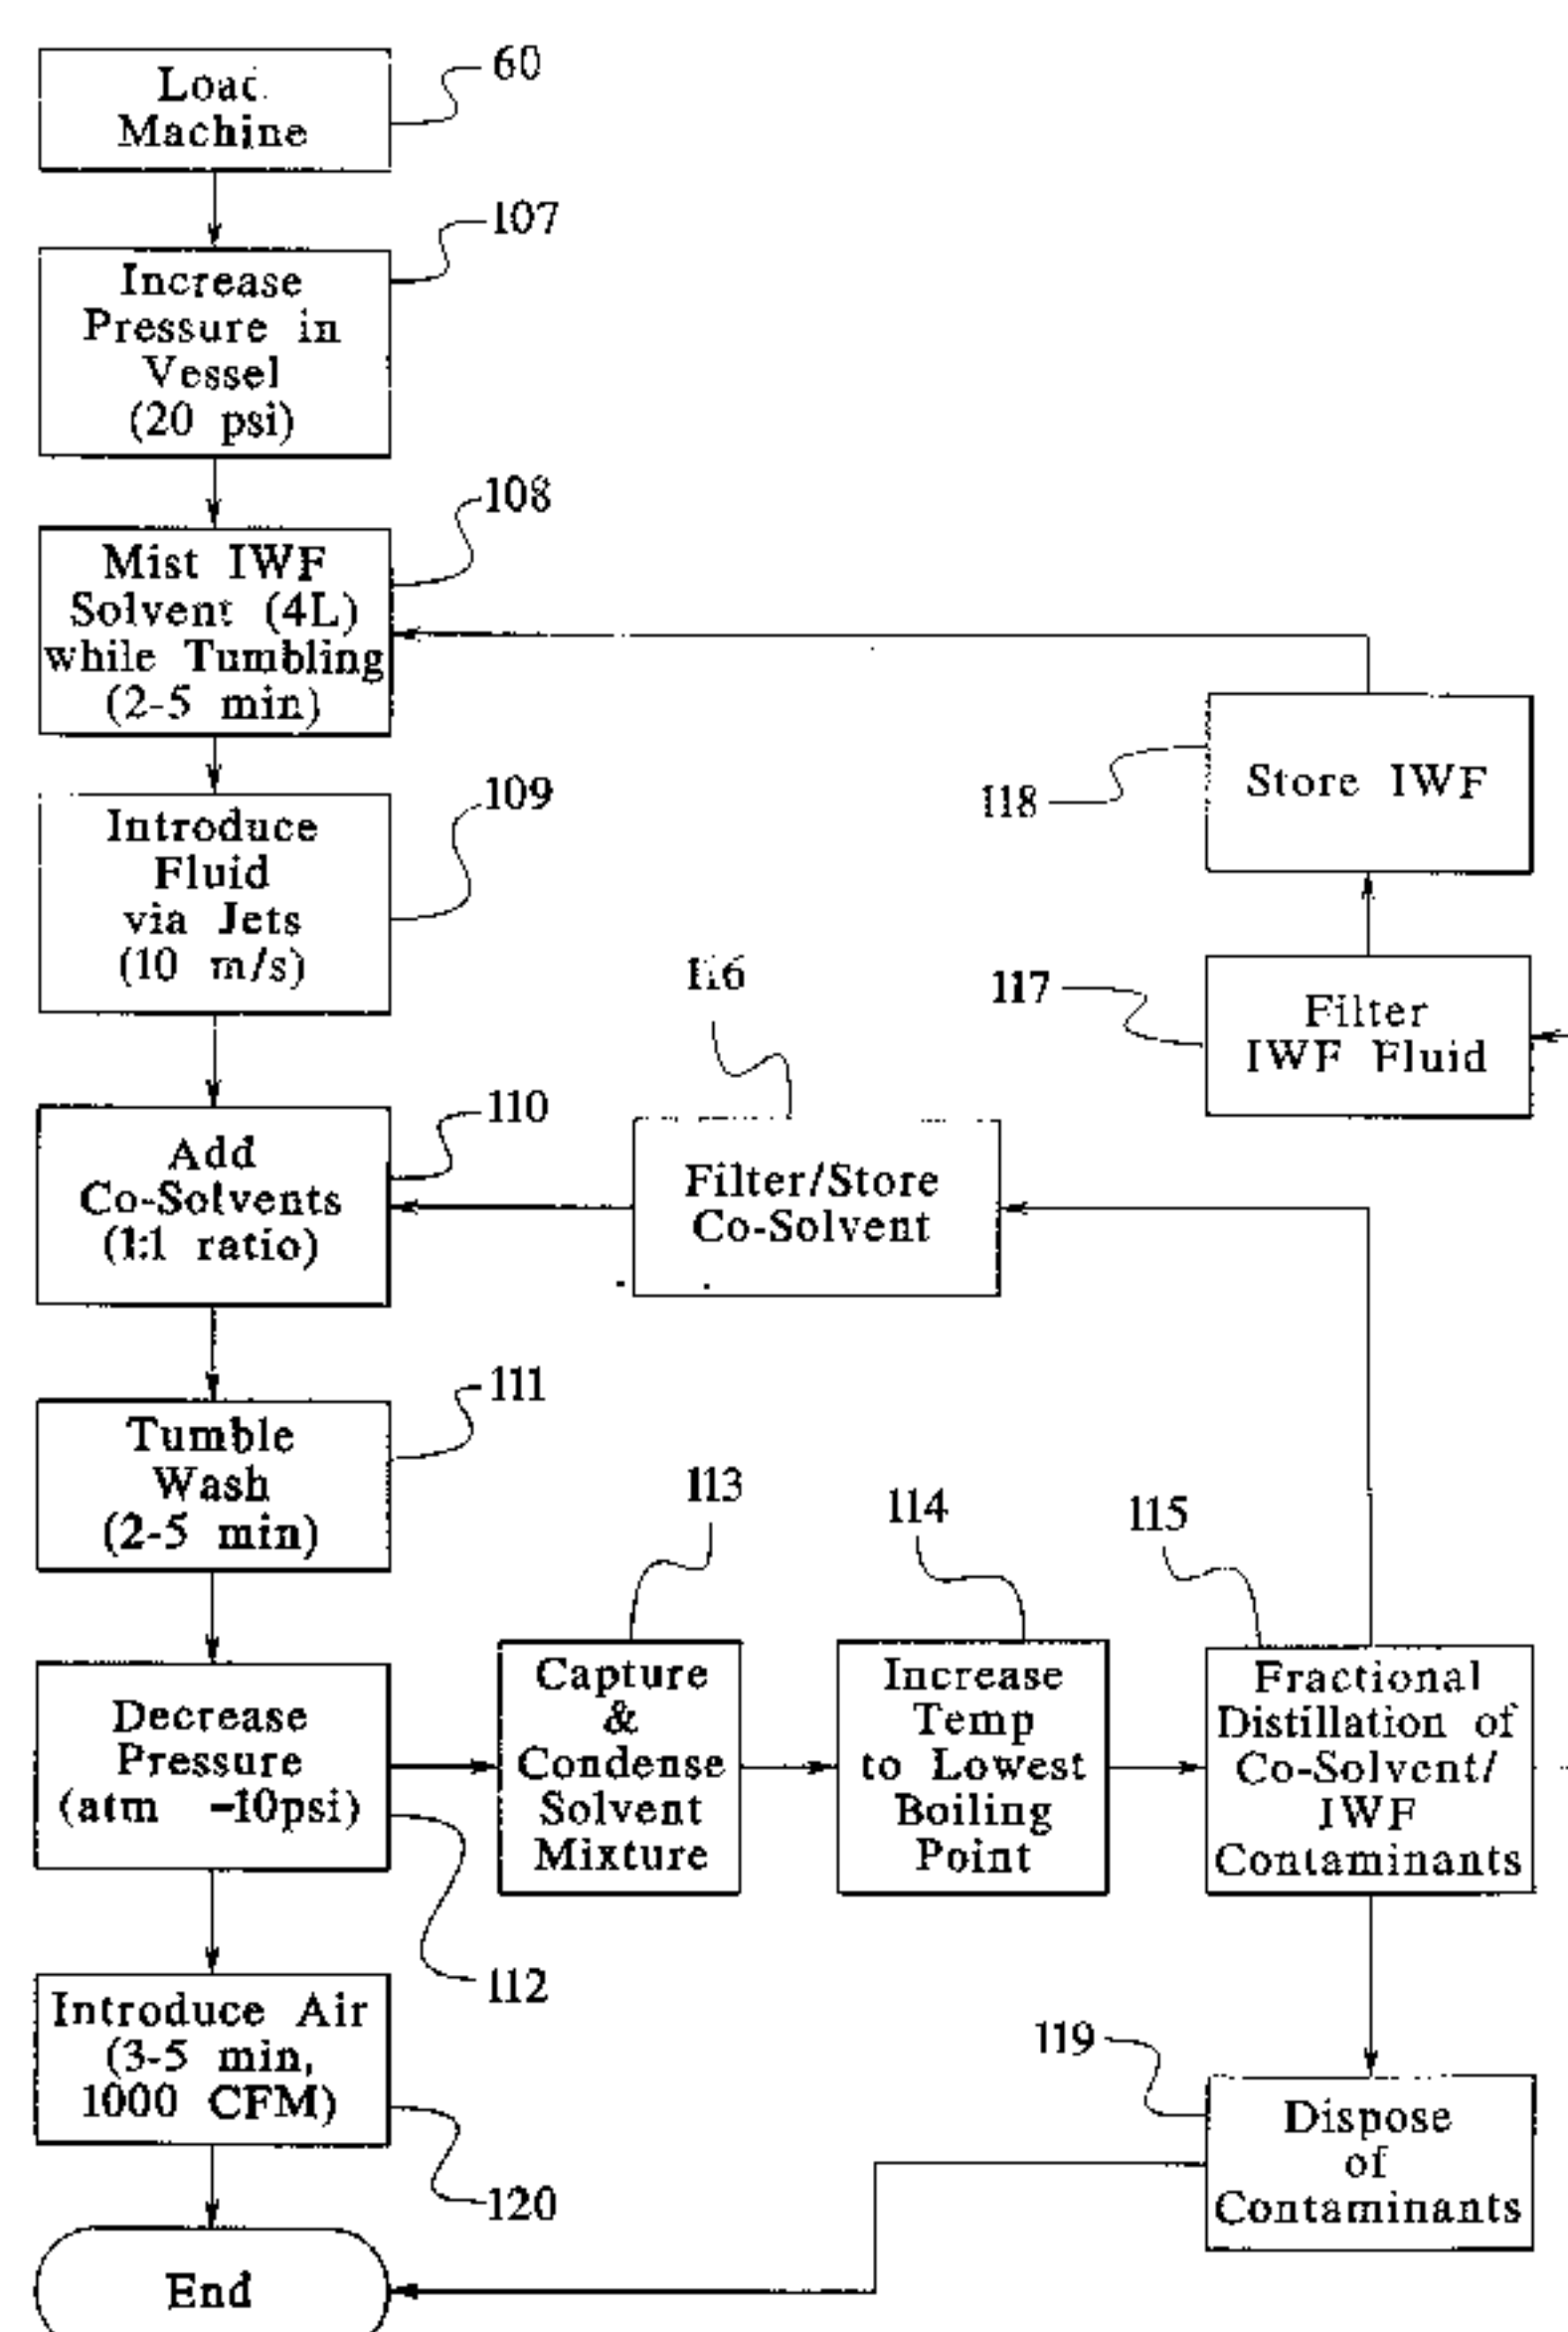 Load
Machine
60
Increase
Pressure in
Vessel
(20 psi)
107
Mist IWF
Solvent (4L)
while Tumbling
(2-5 min)
108
Introduce
Fluid
via Jets
(10 m/s)
109
Add
Co-Solvents
(1:1 ratio)
110
Tumble
Wash
(2-5 min)
111
Decrease
Pressure
(atm -10psi)
112
Capture
&
Condense
Solvent
Mixture
113
Increase
Temp
to Lowest
Boiling
Point
114
Fractional
Distillation of
Co-Solvent/
IWF
Contaminants
115
Filter/Store
Co-Solvent
116
Filter
IWF Fluid
117
Store IWF
118
Dispose
of
Contaminants
119
Introduce Air
(3-5 min,
1000 CFM)
120
End